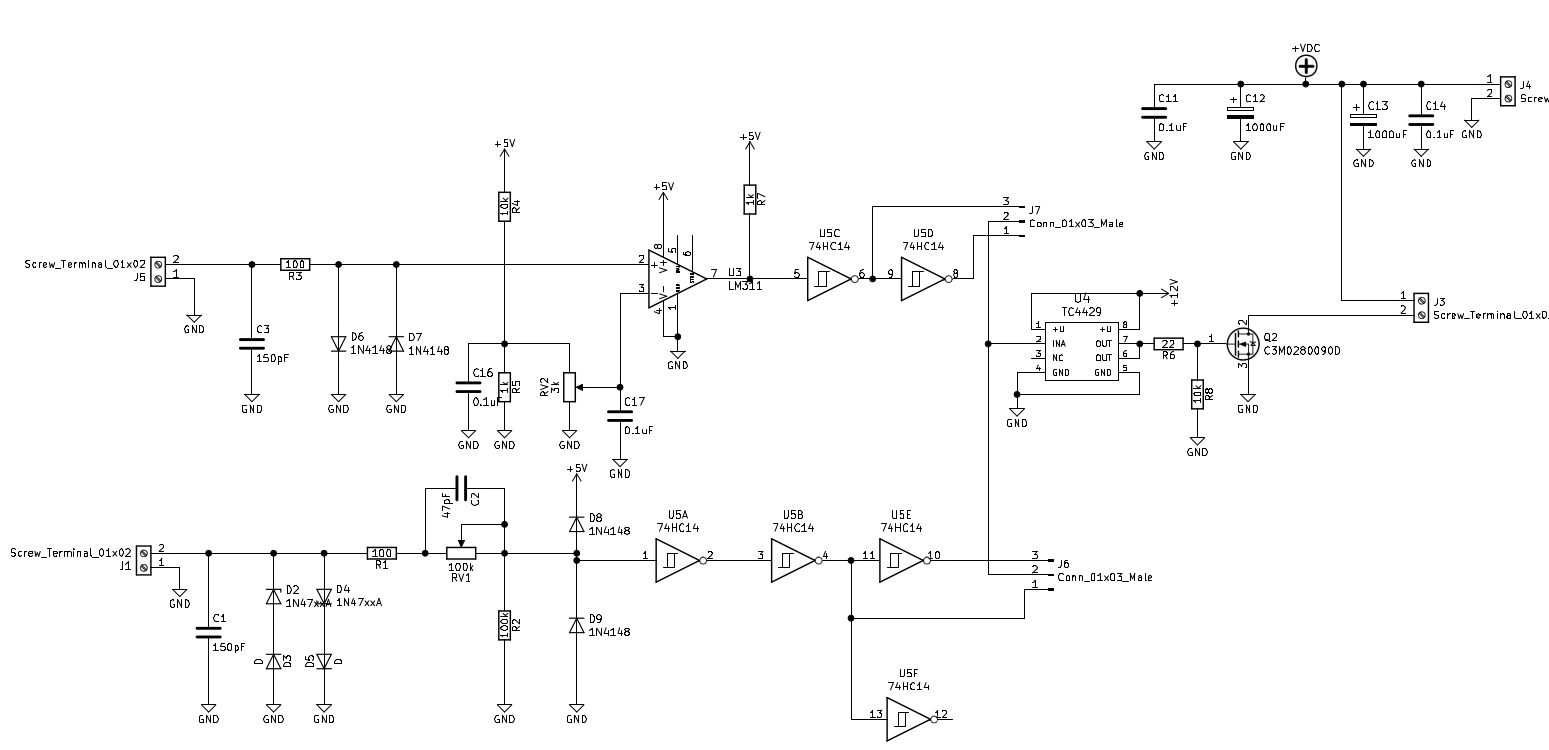 +VDC
1
J4
2
Screw
C11
0.1uF
GND
+
C12
1000uF
GND
+
C13
1000uF
GND
C14
0.1uF
GND
GND
+5V
10k
R4
+5V
+5V
1k
R7
8
5
6
2
+
V+
3
-
V-
4
1
7
U3
LM311
GND
Screw_Terminal_01x02
J5
2
1
GND
100
R3
C3
150pF
GND
D6
1N4148
GND
D7
1N4148
GND
C16
0.1uF
GND
1k
R5
GND
RV2
3k
GND
C17
0.1uF
GND
U5C
74HC14
5
6
U5D
74HC14
9
8
3
2
1
J7
Conn_01x03_Male
U4
TC4429
+12V
1
+U
+U
8
2
INA
OUT
7
3
NC
OUT
6
4
GND
GND
5
GND
22
R6
10k
R8
GND
1
2
3
Q2
C3M0280090D
GND
1
2
J3
Screw_Terminal_01x0
Screw_Terminal_01x02
J1
2
1
GND
C1
150pF
GND
D2
1N47xxA
D
D3
GND
D4
1N47xxA
D5
D
GND
100
R1
47pF
C2
100k
RV1
100k
R2
GND
+5V
D8
1N4148
D9
1N4148
GND
U5A
74HC14
1
2
U5B
74HC14
3
4
U5E
74HC14
11
10
3
2
1
J6
Conn_01x03_Male
U5F
74HC14
13
12